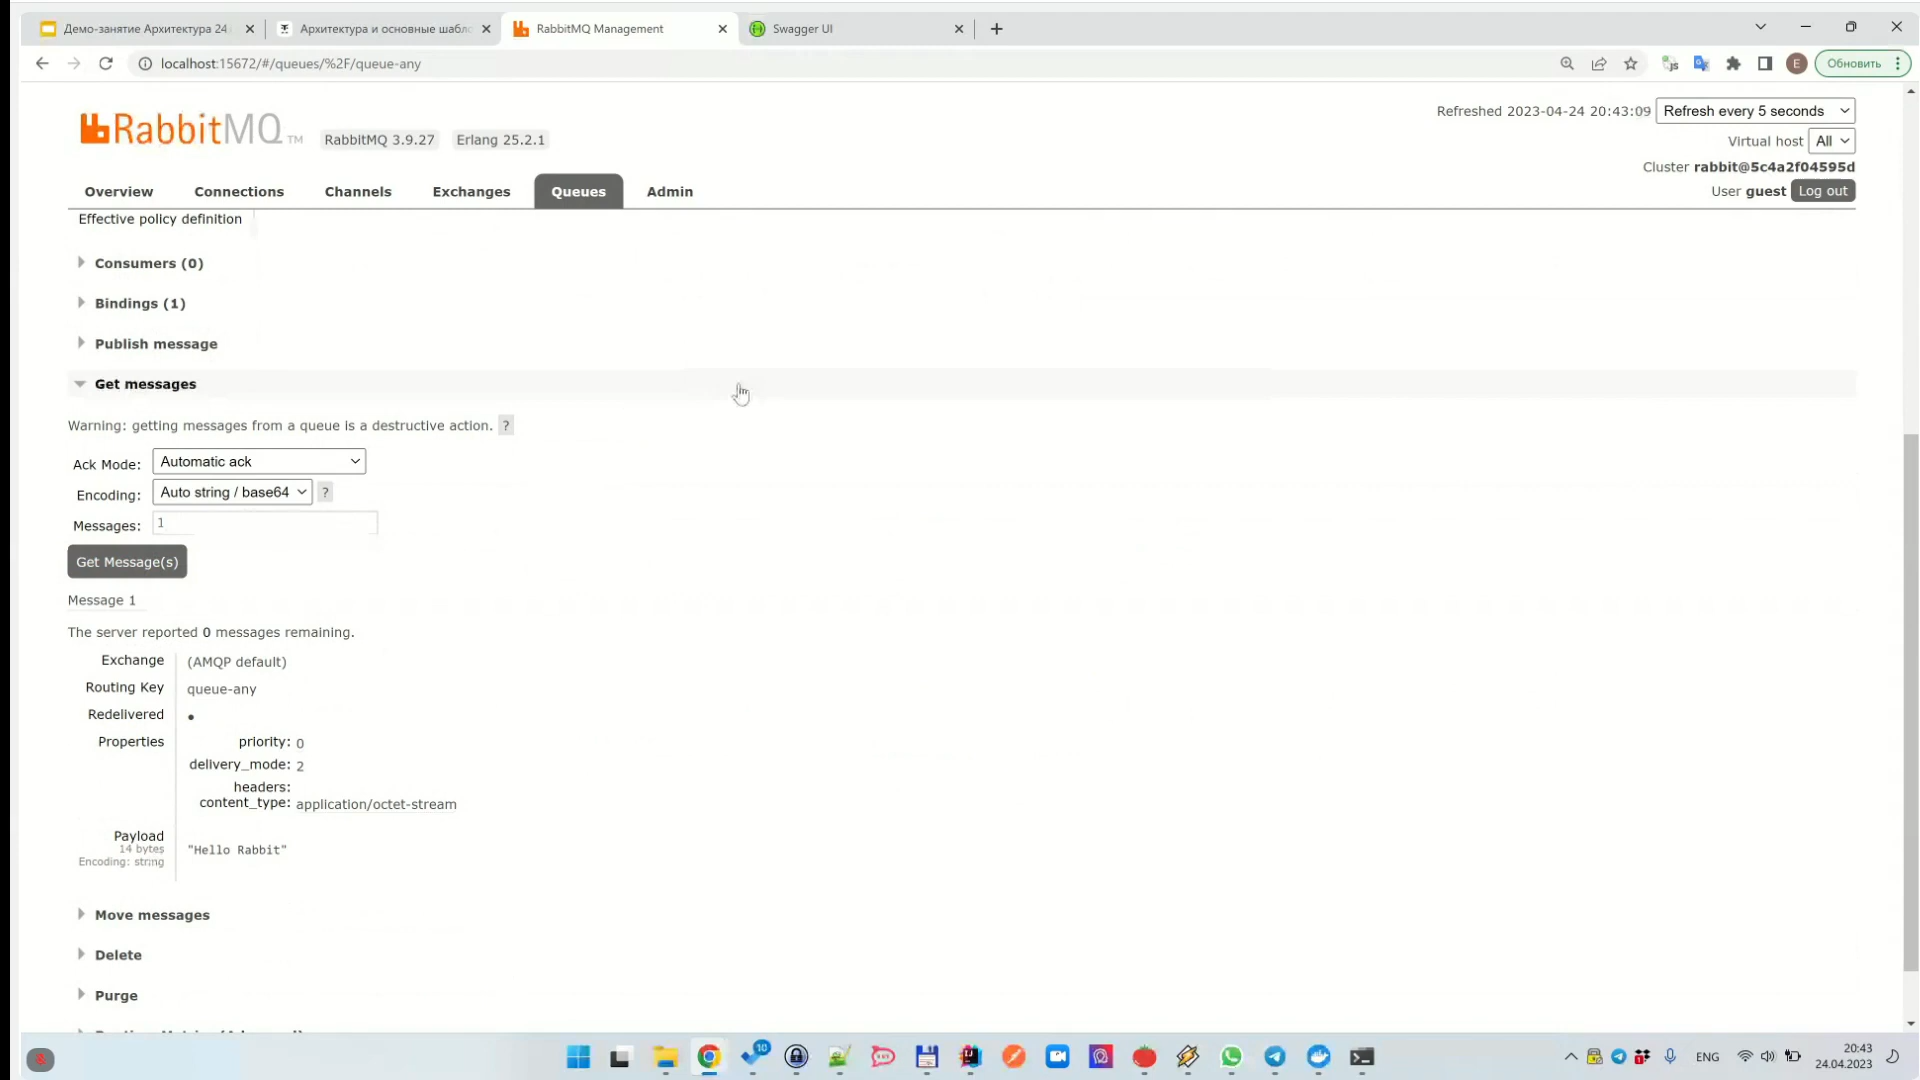 Демо-занятие Архитектура 24
Архитектура и основные шабло
RabbitMQ Management
Swagger UI
localhost:15672/#/queues/%2F/queue-any
E
Обновить
RabbitMQ TM
RabbitMQ 3.9.27
Erlang 25.2.1
Refreshed 2023-04-24 20:43:09
Refresh every 5 seconds
Virtual host All
Cluster rabbit@5c4a2f04595d
User guest Log out
Overview
Connections
Channels
Exchanges
Queues
Admin
Effective policy definition
Consumers (0)
Bindings (1)
Publish message
Get messages
Warning: getting messages from a queue is a destructive action. ?
Ack Mode: Automatic ack
Encoding: Auto string / base64 ?
Messages: 1
Get Message(s)
Message 1
The server reported 0 messages remaining.
Exchange (AMQP default)
Routing Key queue-any
Redelivered ●
Properties priority: 0
delivery_mode: 2
headers:
content_type: application/octet-stream
Payload
14 bytes
Encoding: string
"Hello Rabbit"
Move messages
Delete
Purge
10
ENG
20:43
24.04.2023